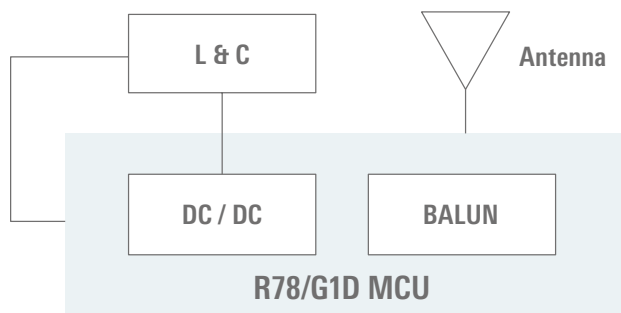 L & C
Antenna
DC / DC
BALUN
R78/G1D MCU